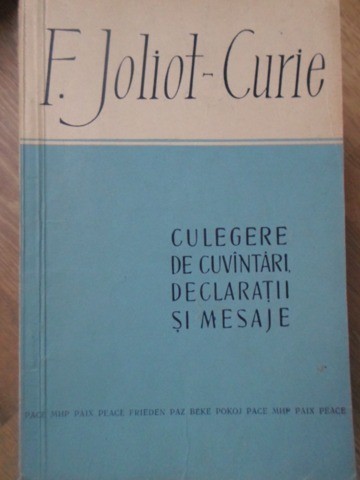 F. Joliot-Curie
CULEGERE
DE CUVÎNTĂRI,
DECLARAȚII
ȘI MESAJE
PACE МИР PAIX PEACE FRIEDEN PAZ BEKE POKOJ PACE МИР PAIX PEACE